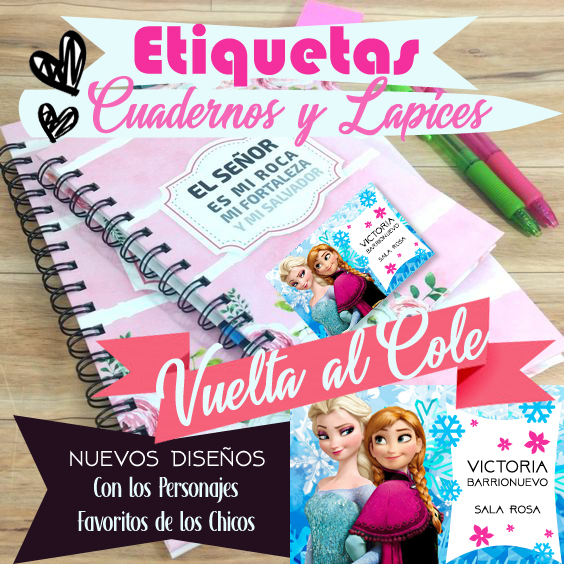 Etiquetas
Cuadernos y Lapíces
EL SEÑOR
ES MI ROCA
MI FORTALEZA
Y MI SALVADOR
VICTORIA
BARRIONUEVO
SALA ROSA
Vuelta al Cole
NUEVOS DISEÑOS
Con los Personajes
Favoritos de los Chicos
VICTORIA
BARRIONUEVO
SALA ROSA